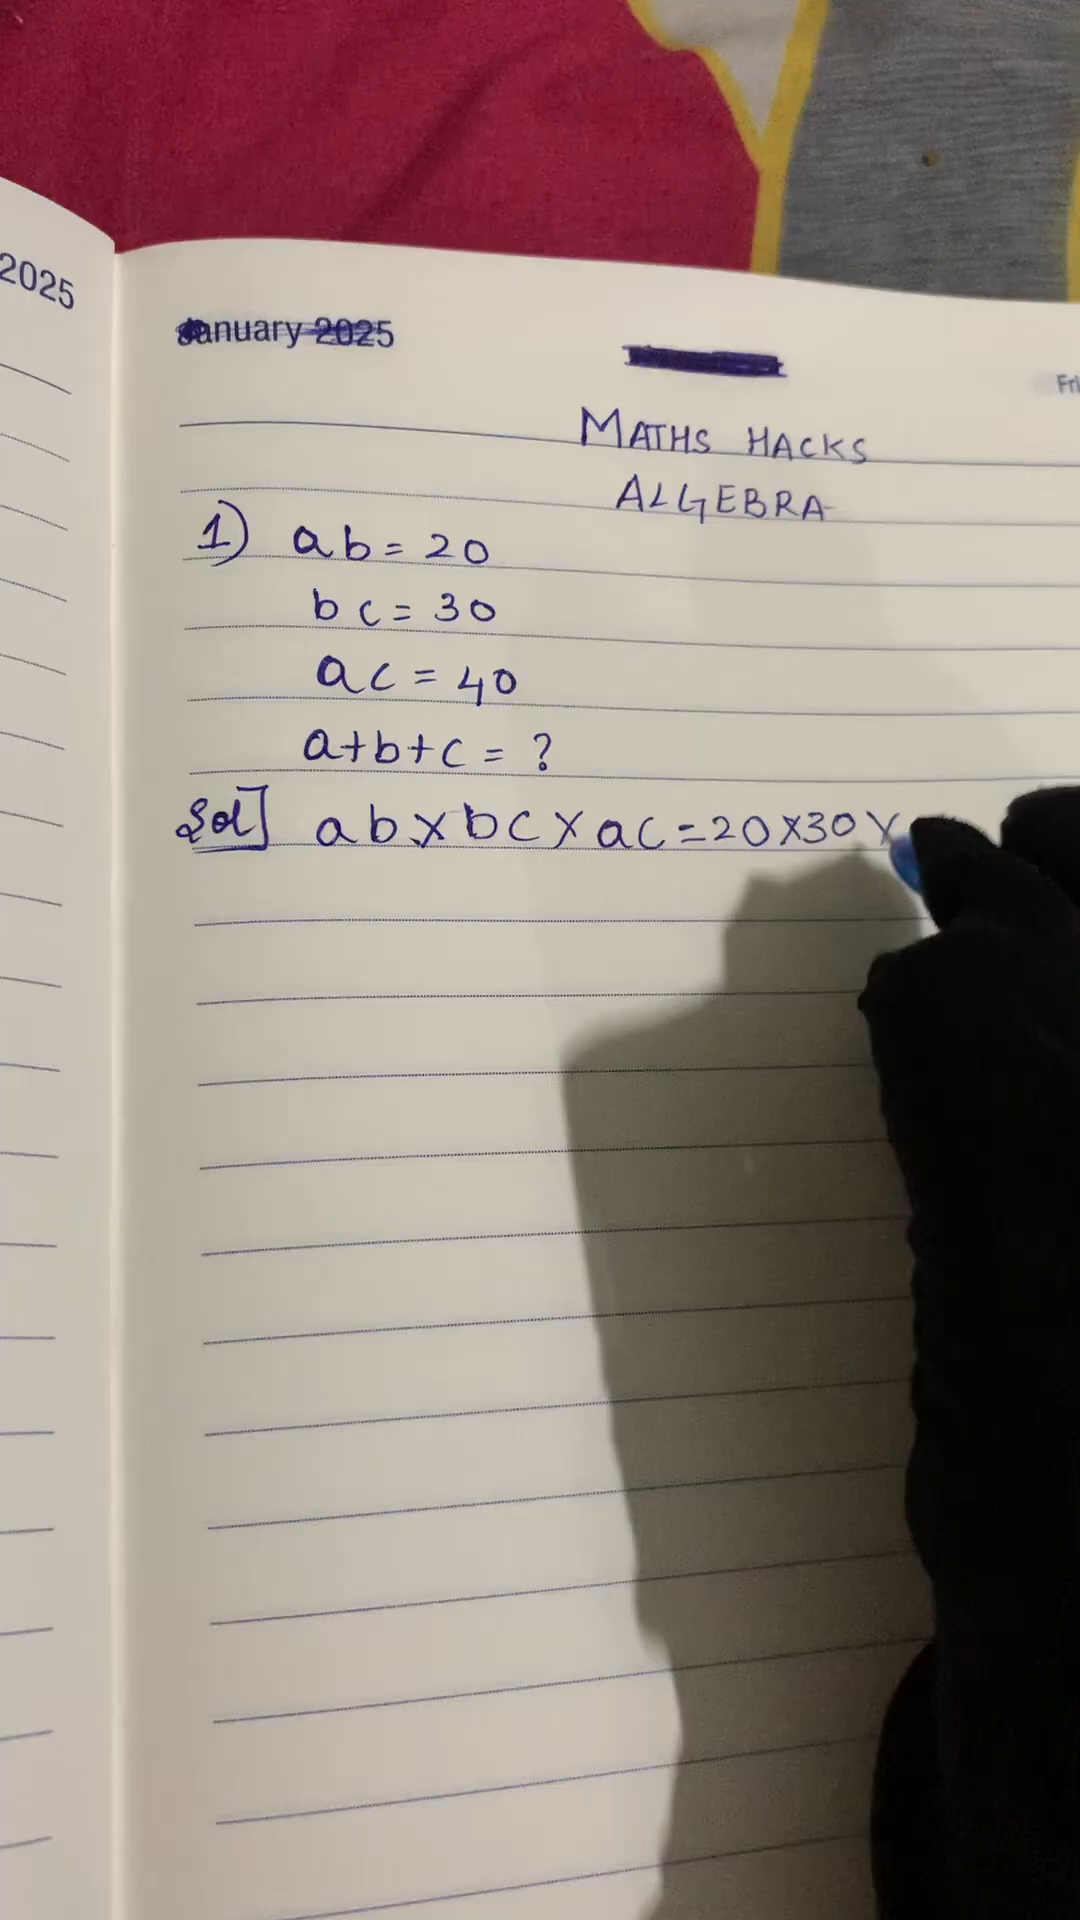 2025
January 2025
Fri
MATHS HACKS
ALGEBRA
1) ab = 20
bc = 30
ac = 40
a+b+c = ?
Sol] ab × bc × ac = 20 × 30 ×